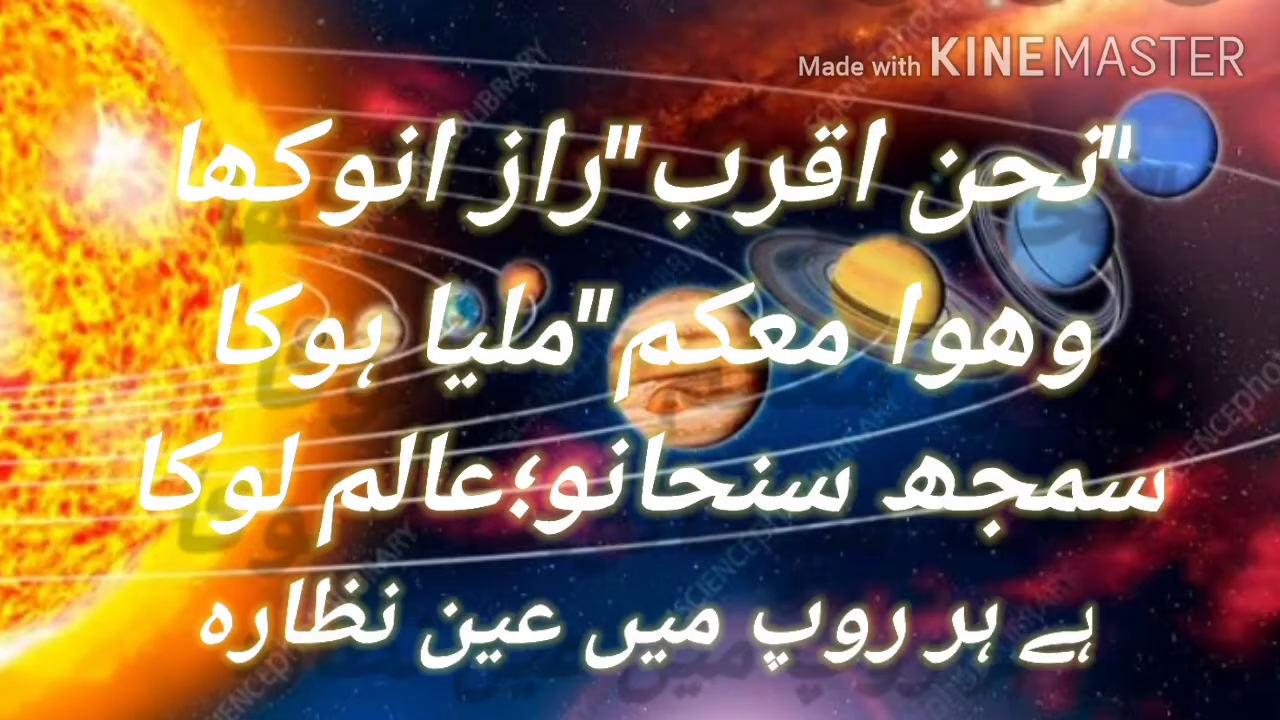 Made with KINEMASTER
"نحن اقرب"راز انوکھا
وھوا معکم"ملیا ہوکا
سمجھ سنحانو؛عالم لوکا
ہے ہر روپ میں عین نظارہ